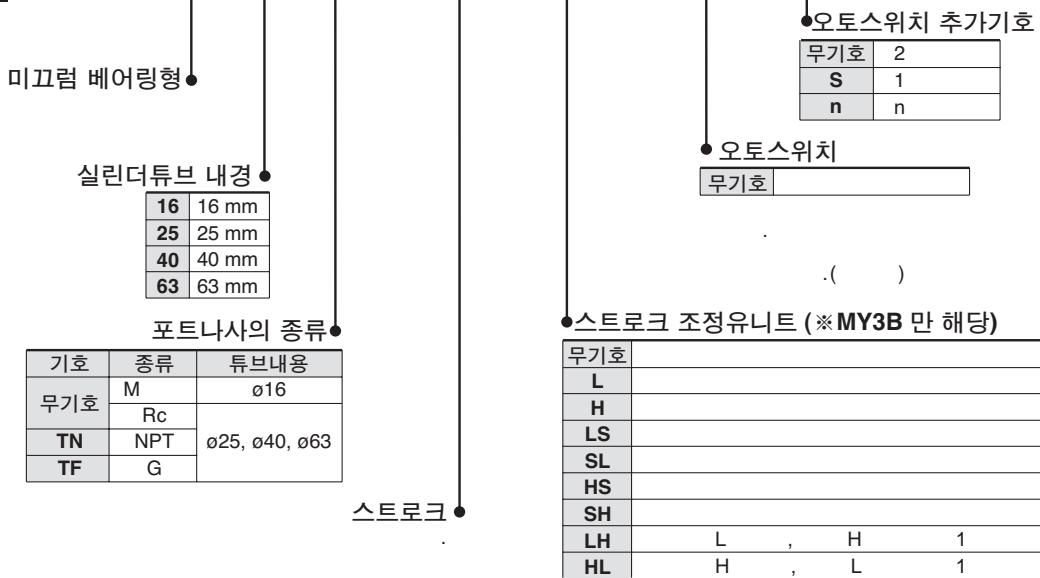 미끄럼 베어링형
실린더튜브 내경
16 16 mm
25 25 mm
40 40 mm
63 63 mm
포트나사의 종류
기호 종류 튜브내용
무기호 M ø16
Rc ø25, ø40, ø63
TN NPT
TF G
스트로크
.
오토스위치 추가기호
무기호 2
S 1
n n
오토스위치
무기호
.
.( )
스트로크 조정유니트 (※MY3B 만 해당)
무기호
L
H
LS
SL
HS
SH
LH L , H 1
HL H , L 1